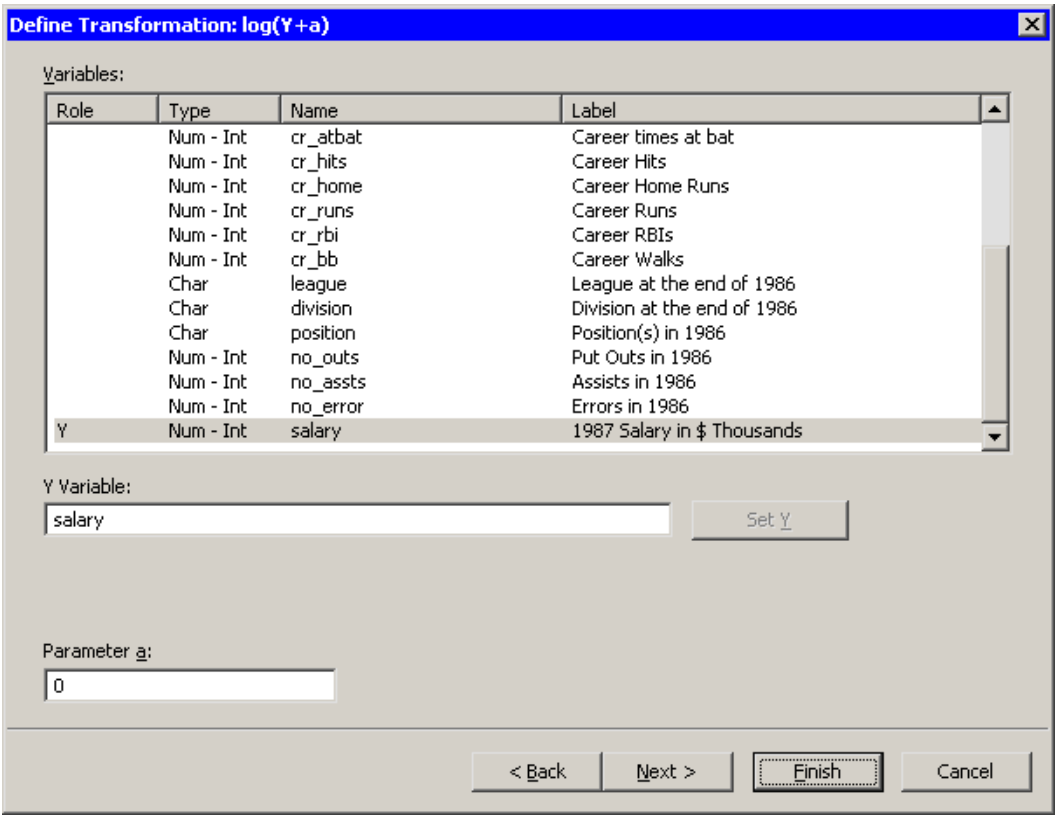 Define Transformation: log(Y+a)
Variables:
Role Type Name Label
Num - Int cr_atbat Career times at bat
Num - Int cr_hits Career Hits
Num - Int cr_home Career Home Runs
Num - Int cr_runs Career Runs
Num - Int cr_rbi Career RBIs
Num - Int cr_bb Career Walks
Char league League at the end of 1986
Char division Division at the end of 1986
Char position Position(s) in 1986
Num - Int no_outs Put Outs in 1986
Num - Int no_assts Assists in 1986
Num - Int no_error Errors in 1986
Y Num - Int salary 1987 Salary in $ Thousands
Y Variable:
salary Set Y
Parameter a:
0
< Back Next > Finish Cancel